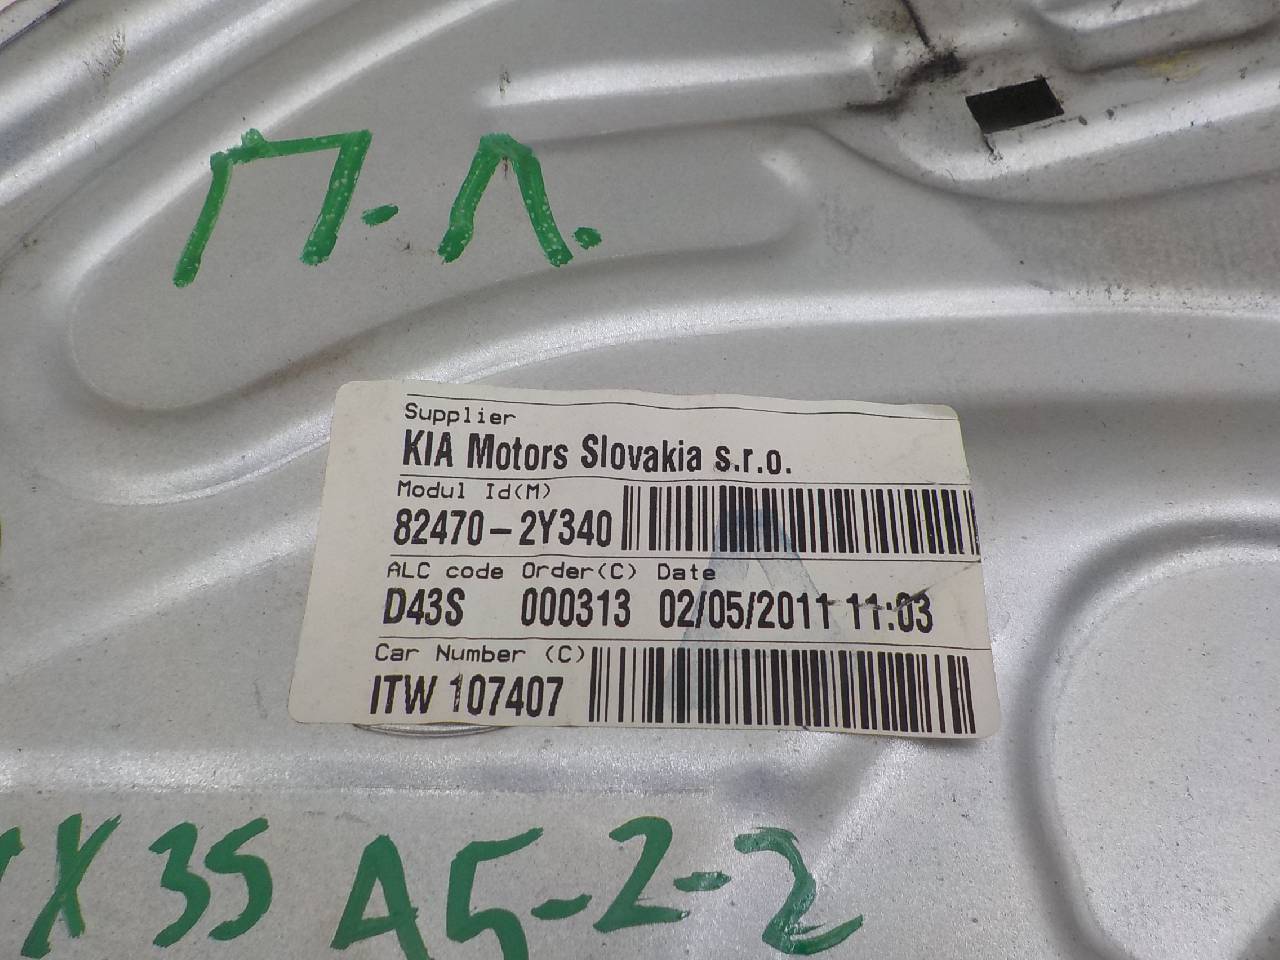 П.Л.
Supplier
KIA Motors Slovakia s.r.o.
Modul Id(M)
82470-2Y340
ALC code Order(C) Date
D43S 000313 02/05/2011 11:03
Car Number (C)
ITW 107407
X 35 A5-2-2